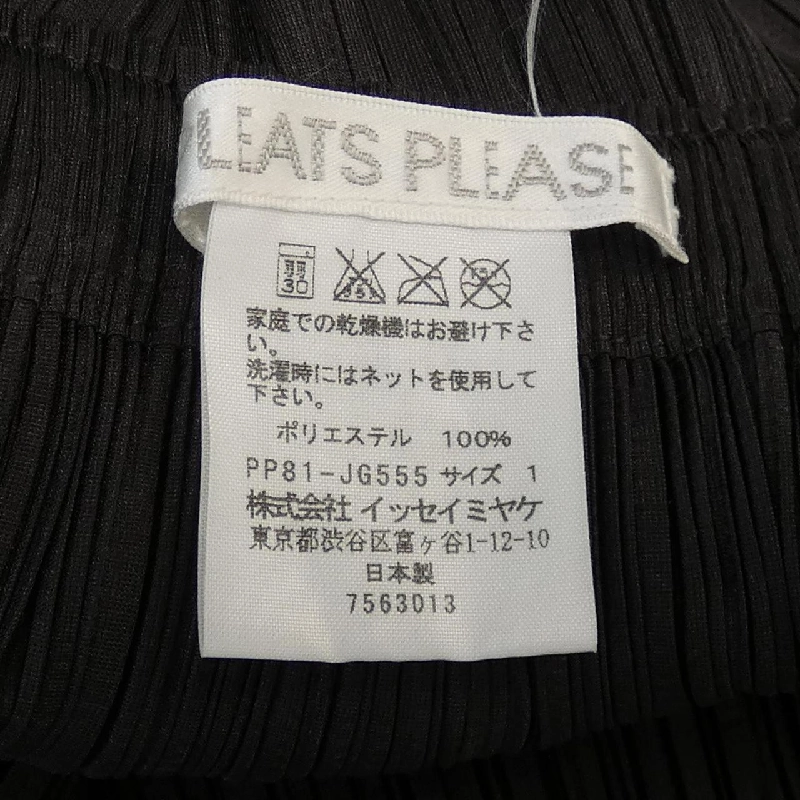 PLEATS PLEASE
弱
30
家庭での乾燥機はお避け下さ
い。
洗濯時にはネットを使用して
下さい。
ポリエステル 100%
PP81-JG555 サイズ 1
株式会社 イッセイミヤケ
東京都渋谷区富ヶ谷1-12-10
日本製
7563013